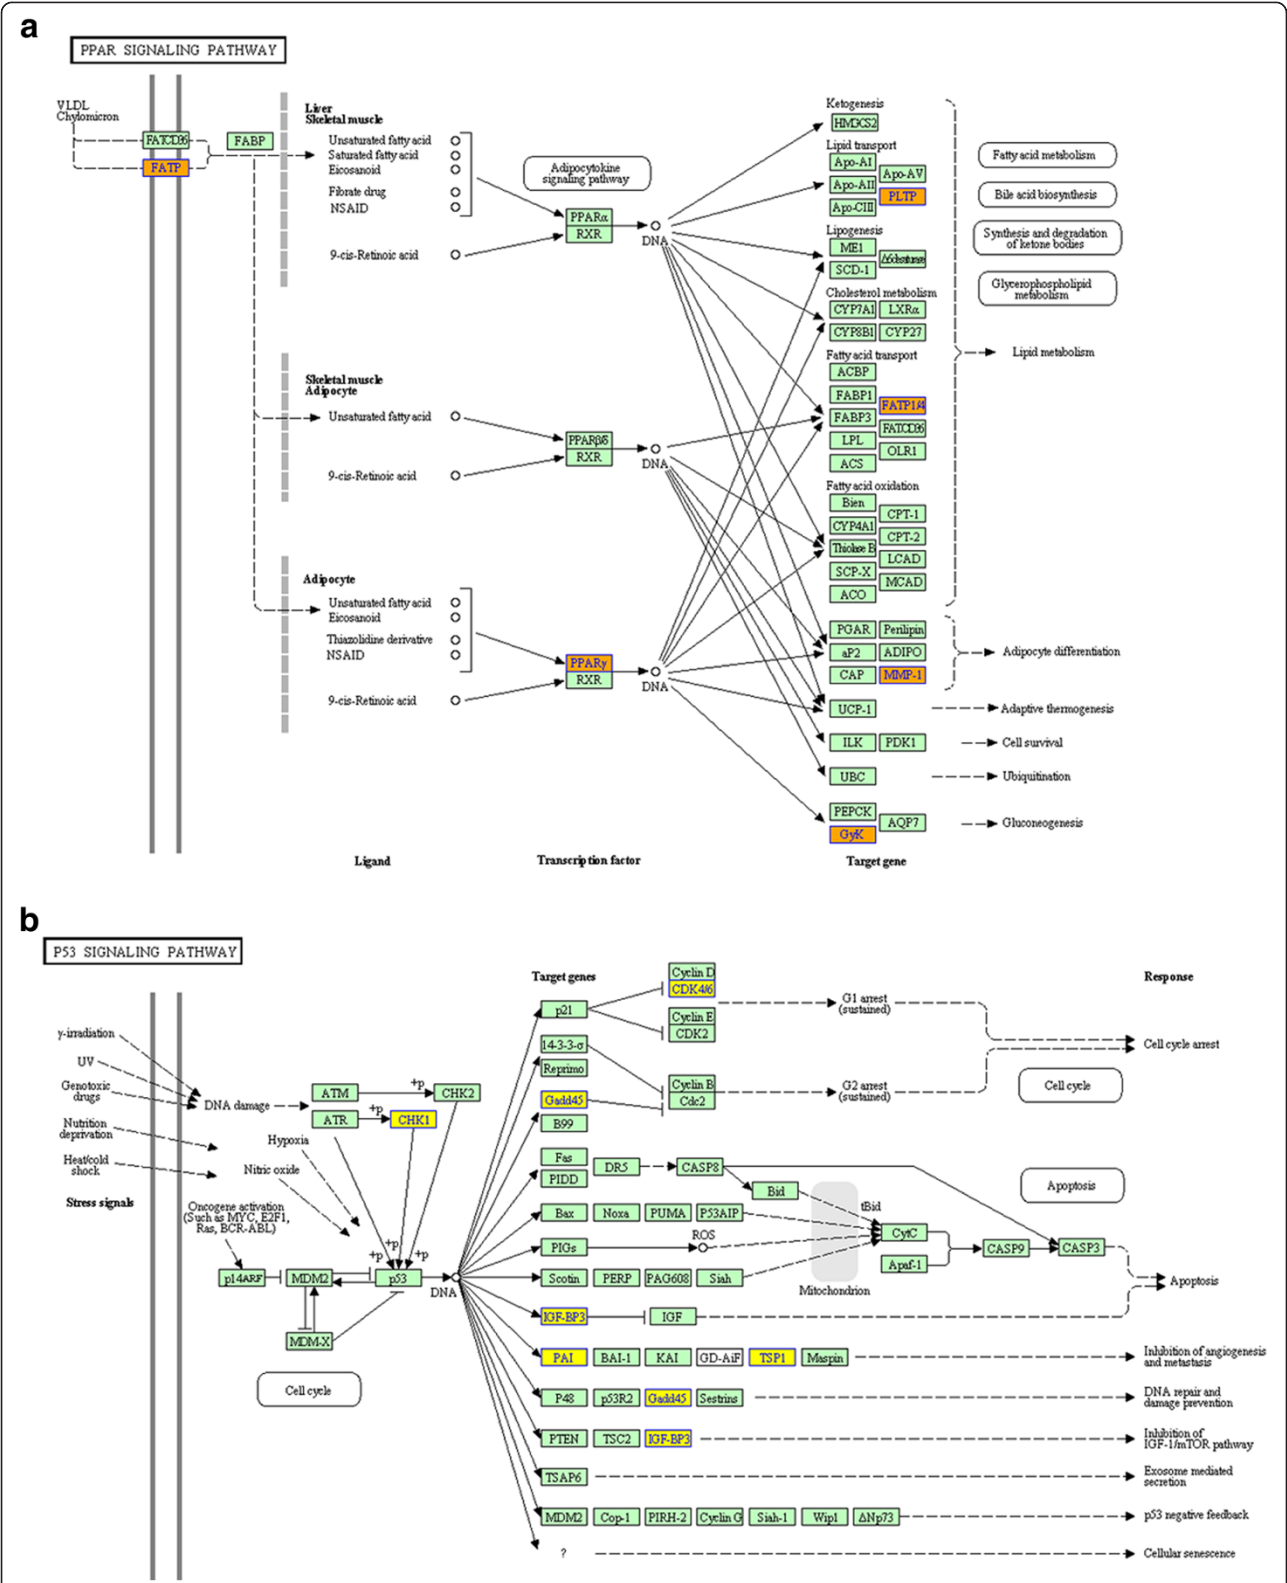 a
PPAR SIGNALING PATHWAY
VLDL
Chylomicron
FATCD36
FATP
FABP
Liver
Skeletal muscle
Unsaturated fatty acid
Saturated fatty acid
Eicosanoid
Fibrate drug
NSAID
9-cis-Retinoic acid
Adipocytokine
signaling pathway
PPARα
RXR
DNA
Skeletal muscle
Adipocyte
Unsaturated fatty acid
9-cis-Retinoic acid
PPARβ/δ
RXR
DNA
Adipocyte
Unsaturated fatty acid
Eicosanoid
Thiazolidine derivative
NSAID
9-cis-Retinoic acid
PPARγ
RXR
DNA
Ketogenesis
HMGCS2
Lipid transport
Apo-AI
Apo-AV
Apo-AII
PLTP
Apo-CIII
Lipogenesis
ME1
Δ6desaturase
SCD-1
Cholesterol metabolism
CYP7A1 LXRα
CYP8B1 CYP27
Fatty acid transport
ACBP
FABP1
FATP1/4
FABP3
FATCD36
LPL
OLR1
ACS
Fatty acid oxidation
Bien
CPT-1
CYP4A1
CPT-2
Thiolase B
LCAD
SCP-X
MCAD
ACO
PGAR Perilipin
aP2 ADIPO
CAP MMP-1
UCP-1
ILK PDK1
UBC
PEPCK
AQP7
GyK
Fatty acid metabolism
Bile acid biosynthesis
Synthesis and degradation
of ketone bodies
Glycerophospholipid
metabolism
Lipid metabolism
Adipocyte differentiation
Adaptive thermogenesis
Cell survival
Ubiquitination
Gluconeogenesis
Ligand
Transcription factor
Target gene
b
P53 SIGNALING PATHWAY
Target genes
Response
γ-irradiation
UV
Genotoxic
drugs
Nutrition
deprivation
Heat/cold
shock
Stress signals
DNA damage
ATM
+p
CHK2
ATR
+p
CHK1
Hypoxia
Nitric oxide
Oncogene activation
(Such as MYC, E2F1,
Ras, BCR-ABL)
+p
+p
+p
p14ARF
MDM2
p53
DNA
MDM-X
Cell cycle
p21
Cyclin D
CDK4/6
Cyclin E
CDK2
G1 arrest
(sustained)
14-3-3-σ
Reprimo
Gadd45
B99
Cyclin B
Cdc2
G2 arrest
(sustained)
Cell cycle arrest
Cell cycle
Fas
PIDD
DR5
CASP8
Bid
tBid
Apoptosis
Bax Noxa PUMA P53AIP
PIGs
ROS
Scotin PERP PAG608 Siah
Mitochondrion
CytC
Apaf-1
CASP9
CASP3
Apoptosis
IGF-BP3
IGF
PAI BAI-1 KAI GD-AiF TSP1 Maspin
Inhibition of angiogenesis
and metastasis
P48 p53R2 Gadd45 Sestrins
DNA repair and
damage prevention
PTEN TSC2 IGF-BP3
Inhibition of
IGF-1/mTOR pathway
TSAP6
Exosome mediated
secretion
MDM2 Cop-1 PIRH-2 Cyclin G Siah-1 Wip1 ΔNp73
p53 negative feedback
?
Cellular senescence